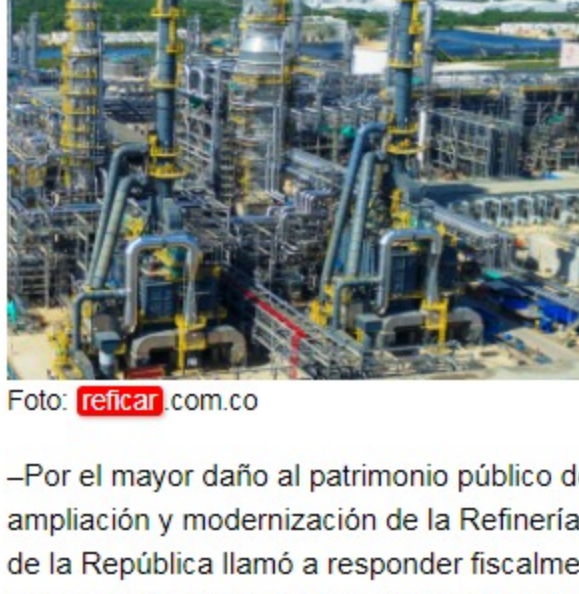 Foto: reficar.com.co
–Por el mayor daño al patrimonio público
ampliación y modernización de la Refinería
de la República llamó a responder